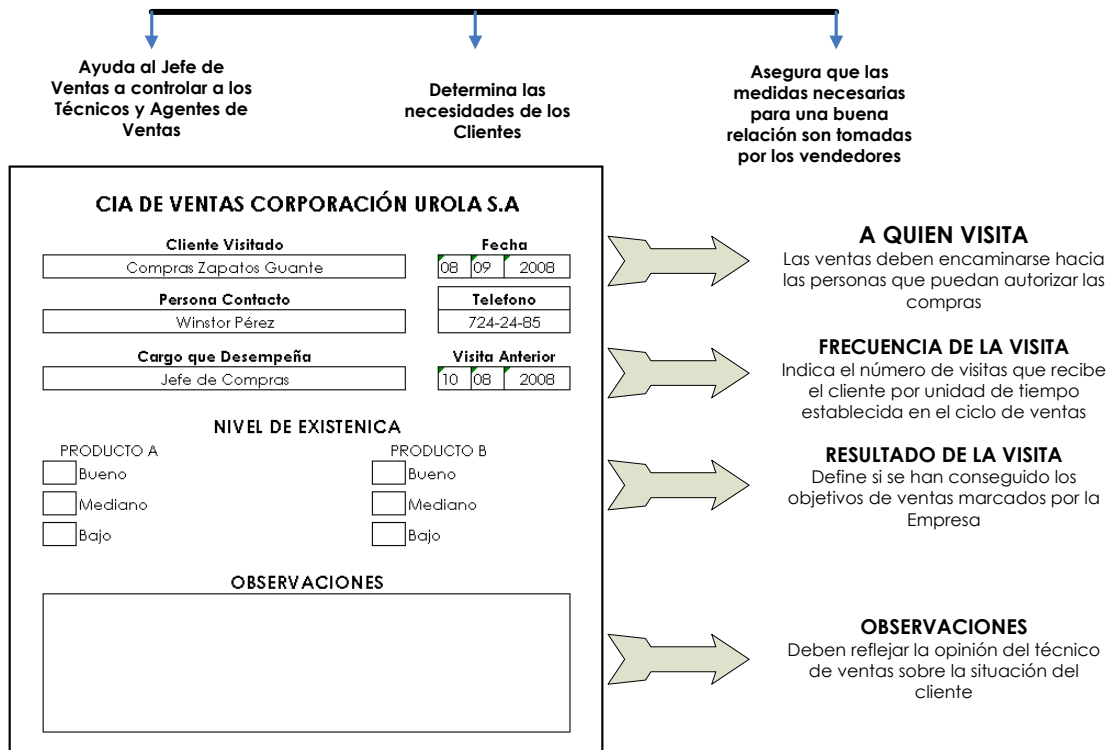 Ayuda al Jefe de
Ventas a controlar a los
Técnicos y Agentes de
Ventas
Determina las
necesidades de los
Clientes
Asegura que las
medidas necesarias
para una buena
relación son tomadas
por los vendedores
CIA DE VENTAS CORPORACIÓN UROLA S.A
Cliente Visitado
Fecha
Compras Zapatos Guante
08 09 2008
Persona Contacto
Telefono
Winstor Pérez
724-24-85
Cargo que Desempeña
Visita Anterior
Jefe de Compras
10 08 2008
NIVEL DE EXISTENICA
PRODUCTO A
PRODUCTO B
Bueno
Bueno
Mediano
Mediano
Bajo
Bajo
OBSERVACIONES
A QUIEN VISITA
Las ventas deben encaminarse hacia
las personas que puedan autorizar las
compras
FRECUENCIA DE LA VISITA
Indica el número de visitas que recibe
el cliente por unidad de tiempo
establecida en el ciclo de ventas
RESULTADO DE LA VISITA
Define si se han conseguido los
objetivos de ventas marcados por la
Empresa
OBSERVACIONES
Deben reflejar la opinión del técnico
de ventas sobre la situación del
cliente